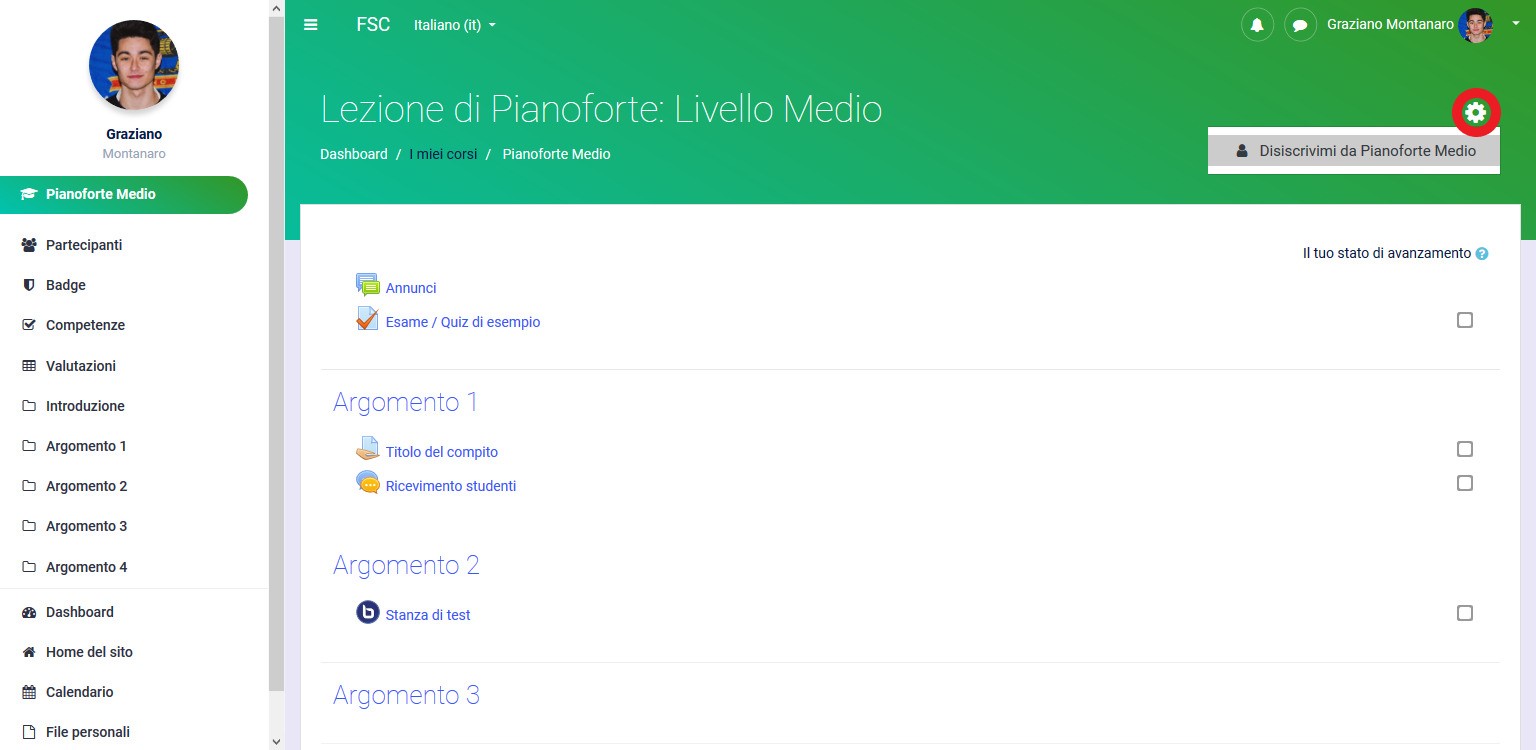 Graziano
Montanaro
Pianoforte Medio
Partecipanti
Badge
Competenze
Valutazioni
Introduzione
Argomento 1
Argomento 2
Argomento 3
Argomento 4
Dashboard
Home del sito
Calendario
File personali
FSC Italiano (it) Graziano Montanaro
Lezione di Pianoforte: Livello Medio
Dashboard / I miei corsi / Pianoforte Medio
Disiscrivimi da Pianoforte Medio
Il tuo stato di avanzamento ?
Annunci
Esame / Quiz di esempio
Argomento 1
Titolo del compito
Ricevimento studenti
Argomento 2
b Stanza di test
Argomento 3